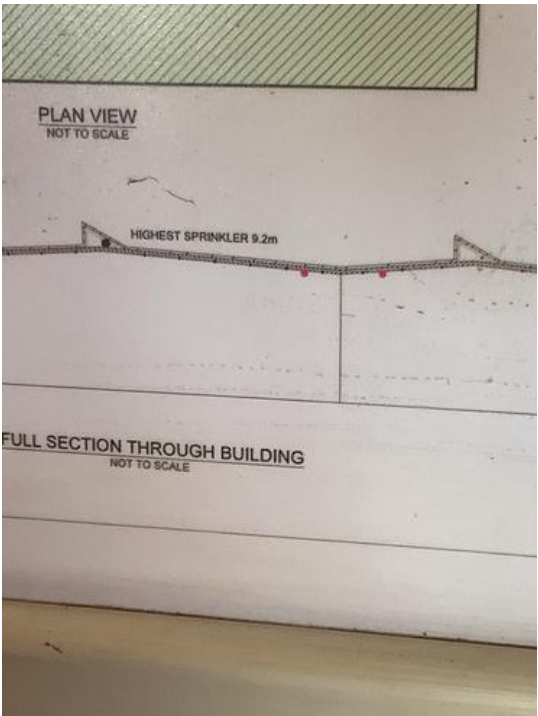 PLAN VIEW
NOT TO SCALE
HIGHEST SPRINKLER 9.2m
FULL SECTION THROUGH BUILDING
NOT TO SCALE